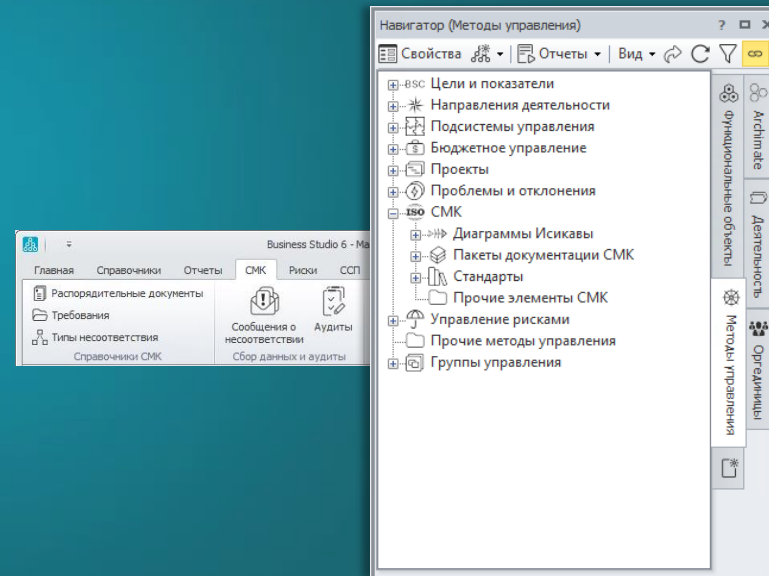 Business Studio 6 - Ma
Главная Справочники Отчеты СМК Риски ССП
Распорядительные документы
Требования
Типы несоответствия
Справочники СМК
Сообщения о
несоответствии
Аудиты
Сбор данных и аудиты
Навигатор (Методы управления)
Свойства Отчеты Вид
BSC Цели и показатели
Направления деятельности
Подсистемы управления
Бюджетное управление
Проекты
Проблемы и отклонения
ISO СМК
Диаграммы Исикавы
Пакеты документации СМК
Стандарты
Прочие элементы СМК
Управление рисками
Прочие методы управления
Группы управления
Функциональные объекты
Методы управления
Archimate
Деятельность
Оргединицы